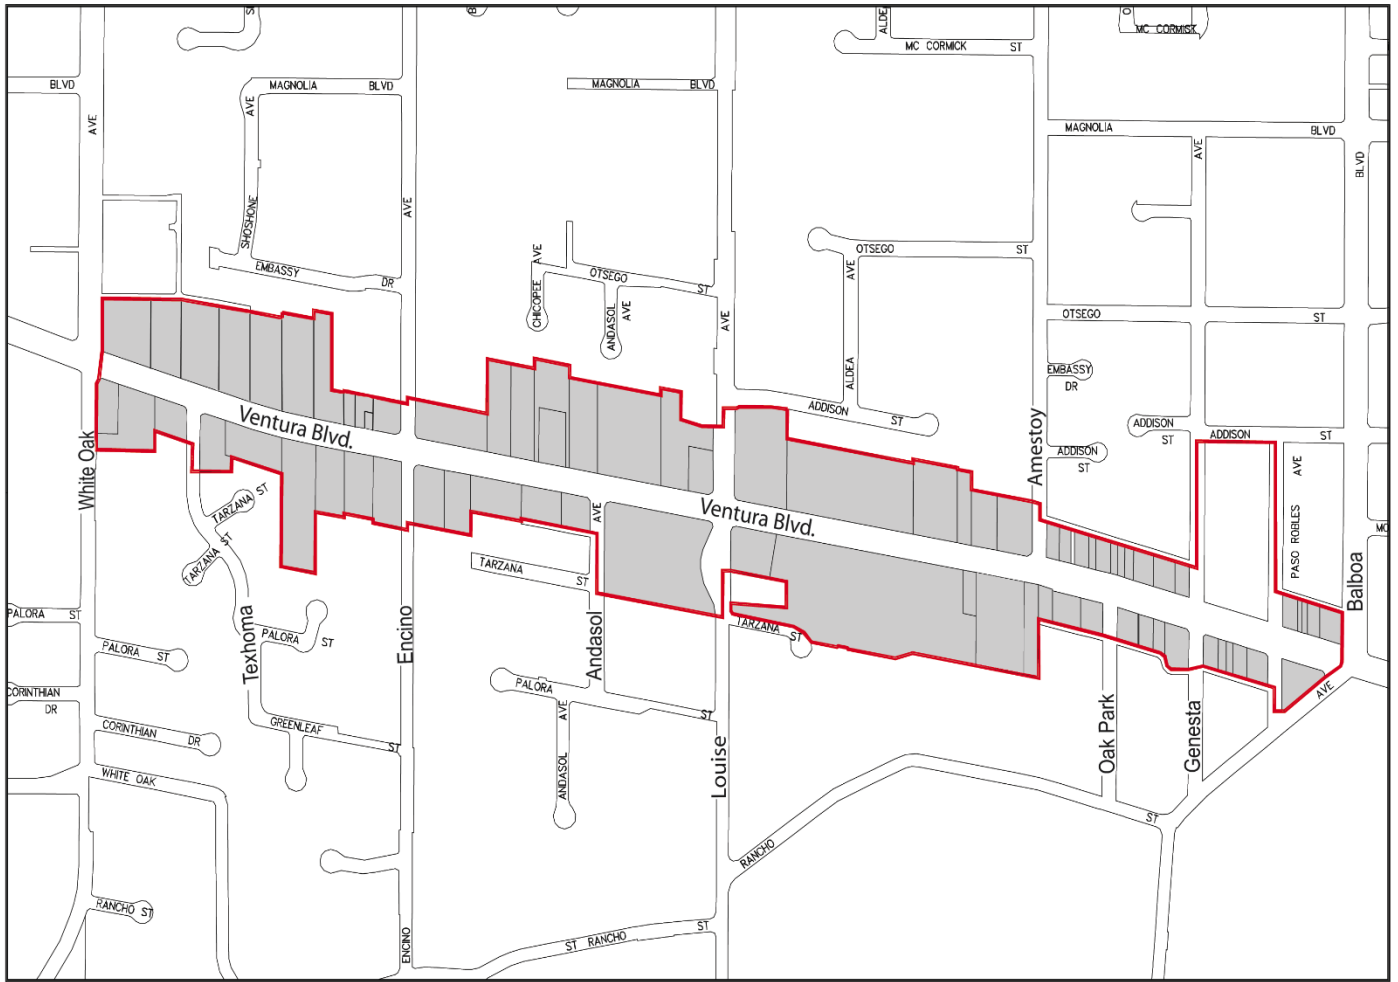 MC CORMICK ST
MC CORMICK
ALDEA
BLVD
MAGNOLIA BLVD
MAGNOLIA BLVD
AVE
AVE
MAGNOLIA BLVD
AVE
BLVD
SHOSHONE
AVE
EMBASSY DR
AVE
CHICOPEE
OTSEGO ST
ANDASOL AVE
AVE
OTSEGO ST
AVE
ALDEA
OTSEGO ST
EMBASSY
DR
ADDISON ST
ADDISON
ST
ADDISON ST
ADDISON
ST
Ventura Blvd.
Ventura Blvd.
White Oak
Amestoy
AVE
PASO ROBLES
Balboa
MC
TARZANA ST
TARZANA ST
AVE
TARZANA ST
TARZANA ST
PALORA ST
PALORA ST
Texhoma
PALORA ST
Encino
Andasol
PALORA ST
AVE
ANDASOL
CORINTHIAN
DR
CORINTHIAN DR
GREENLEAF ST
WHITE OAK
Louise
Oak Park
Genesta
AVE
RANCHO ST
RANCHO ST
ENCINO
ST RANCHO ST